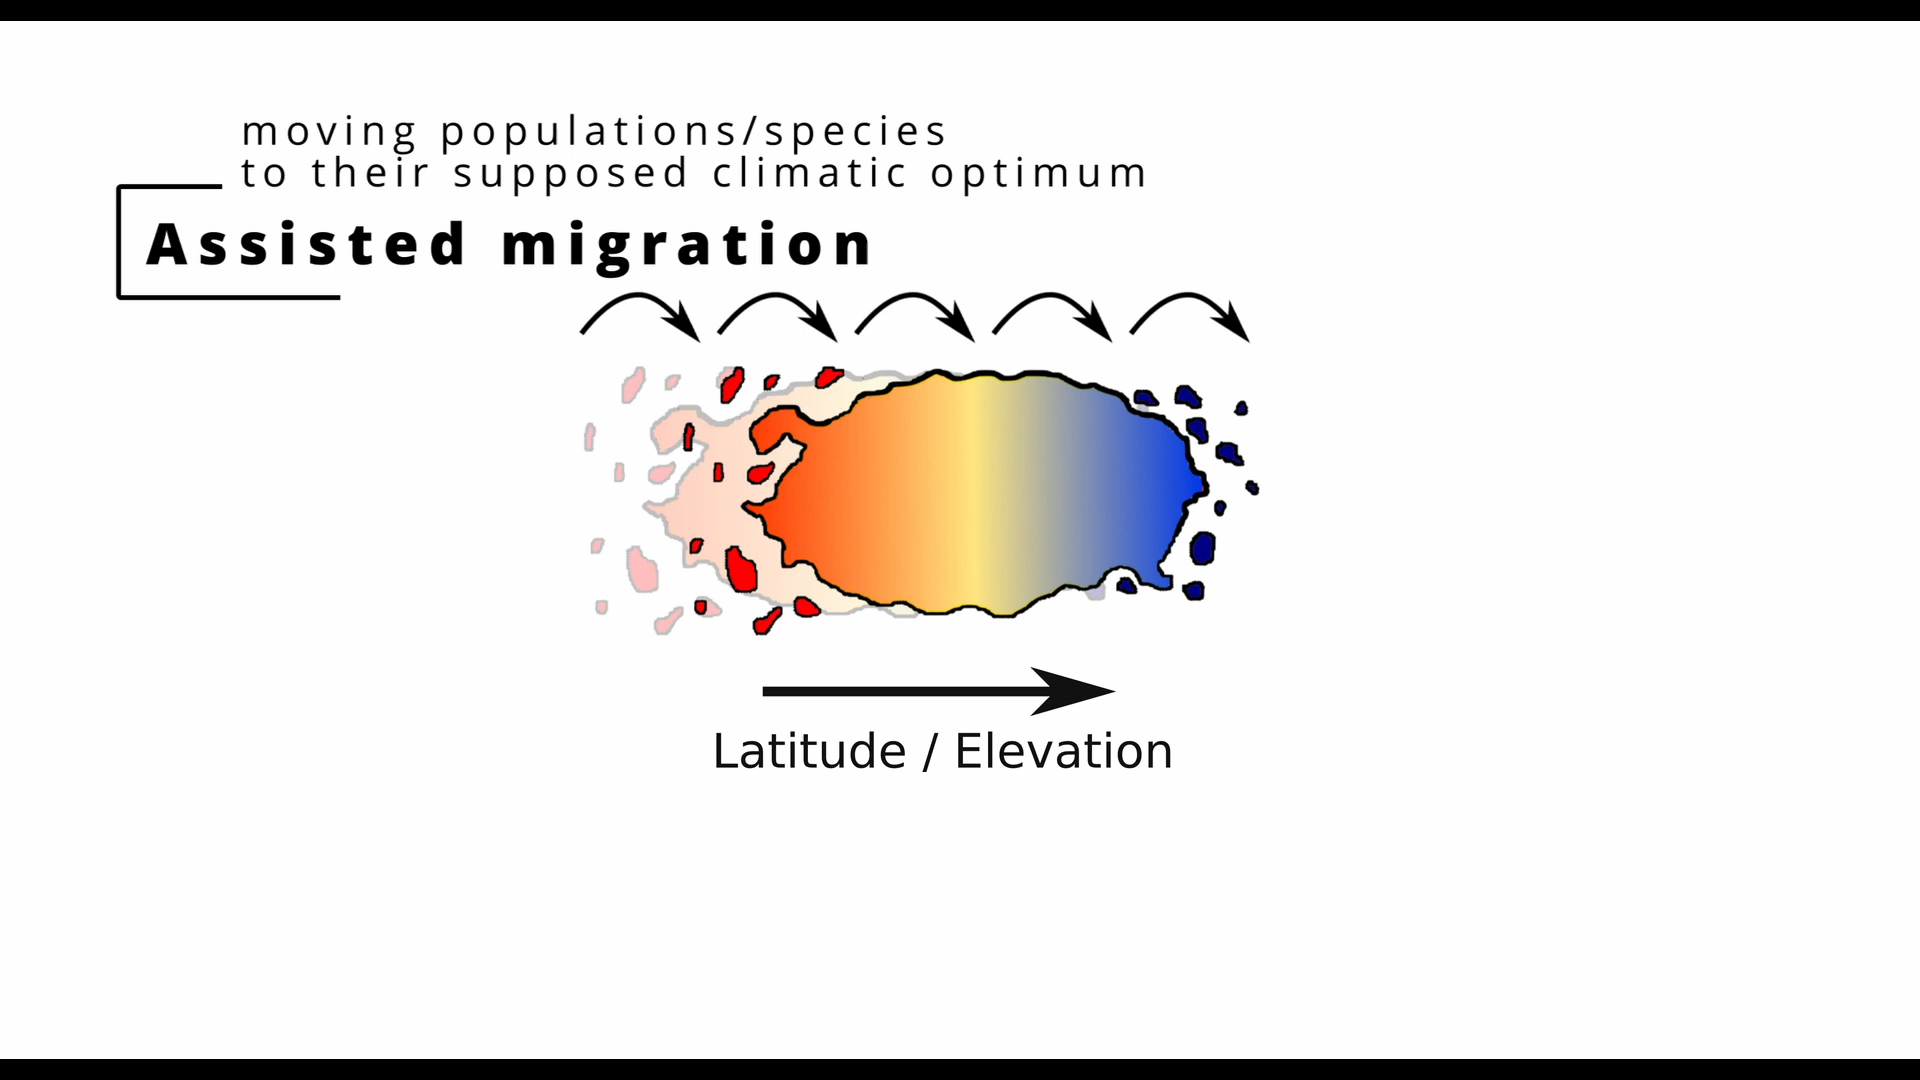 moving populations/species
to their supposed climatic optimum
Assisted migration
Latitude / Elevation